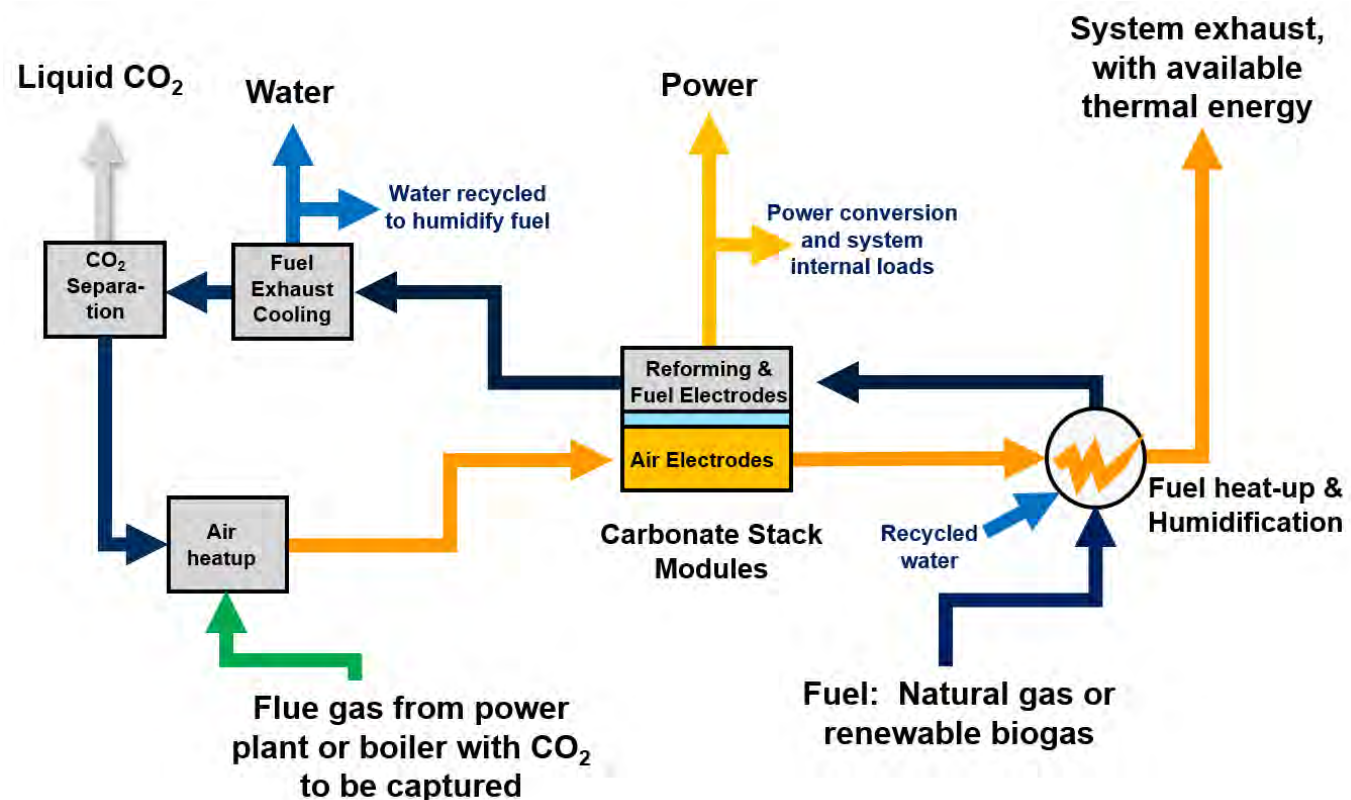 Liquid CO₂
Water
Power
System exhaust,
with available
thermal energy
Water recycled
to humidify fuel
Power conversion
and system
internal loads
CO₂
Separa-
tion
Fuel
Exhaust
Cooling
Reforming &
Fuel Electrodes
Air Electrodes
Carbonate Stack
Modules
Air
heatup
Recycled
water
Fuel heat-up &
Humidification
Flue gas from power
plant or boiler with CO₂
to be captured
Fuel:  Natural gas or
renewable biogas